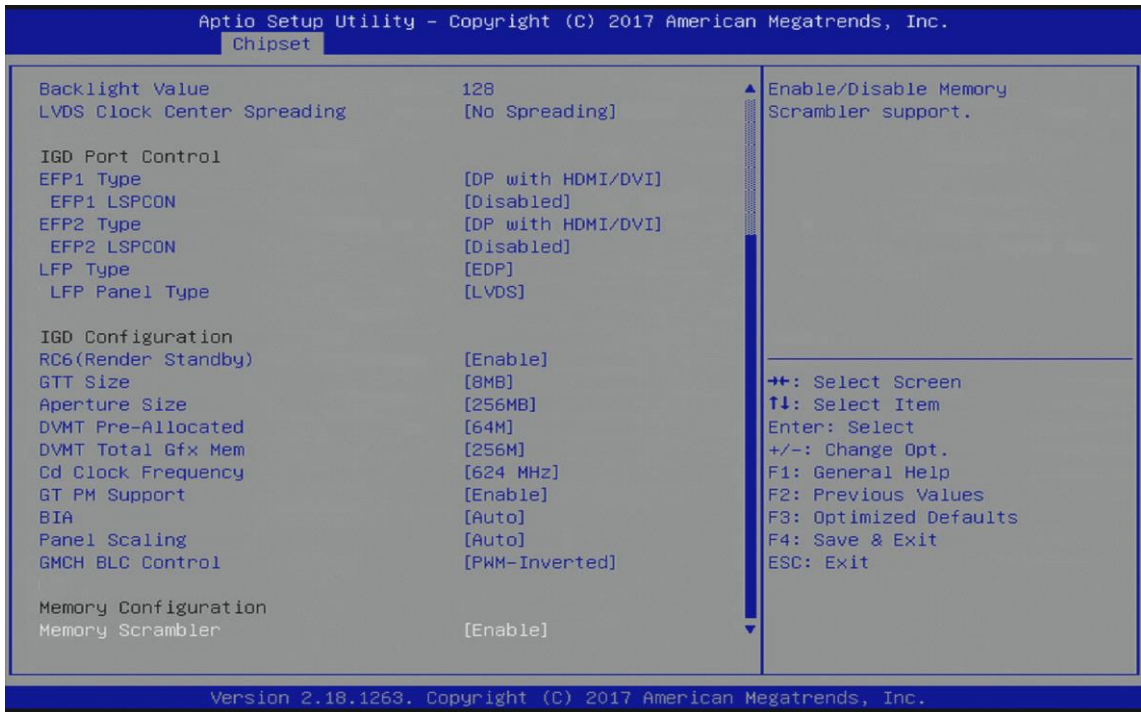 Aptio Setup Utility – Copyright (C) 2017 American Megatrends, Inc.
Chipset
Backlight Value 128
LVDS Clock Center Spreading [No Spreading]
IGD Port Control
EFP1 Type [DP with HDMI/DVI]
EFP1 LSPCON [Disabled]
EFP2 Type [DP with HDMI/DVI]
EFP2 LSPCON [Disabled]
LFP Type [EDP]
LFP Panel Type [LVDS]
IGD Configuration
RC6(Render Standby) [Enable]
GTT Size [8MB]
Aperture Size [256MB]
DVMT Pre-Allocated [64M]
DVMT Total Gfx Mem [256M]
Cd Clock Frequency [624 MHz]
GT PM Support [Enable]
BIA [Auto]
Panel Scaling [Auto]
GMCH BLC Control [PWM-Inverted]
Memory Configuration
Memory Scrambler [Enable]
Enable/Disable Memory
Scrambler support.
→←: Select Screen
↑↓: Select Item
Enter: Select
+/-: Change Opt.
F1: General Help
F2: Previous Values
F3: Optimized Defaults
F4: Save & Exit
ESC: Exit
Version 2.18.1263. Copyright (C) 2017 American Megatrends, Inc.